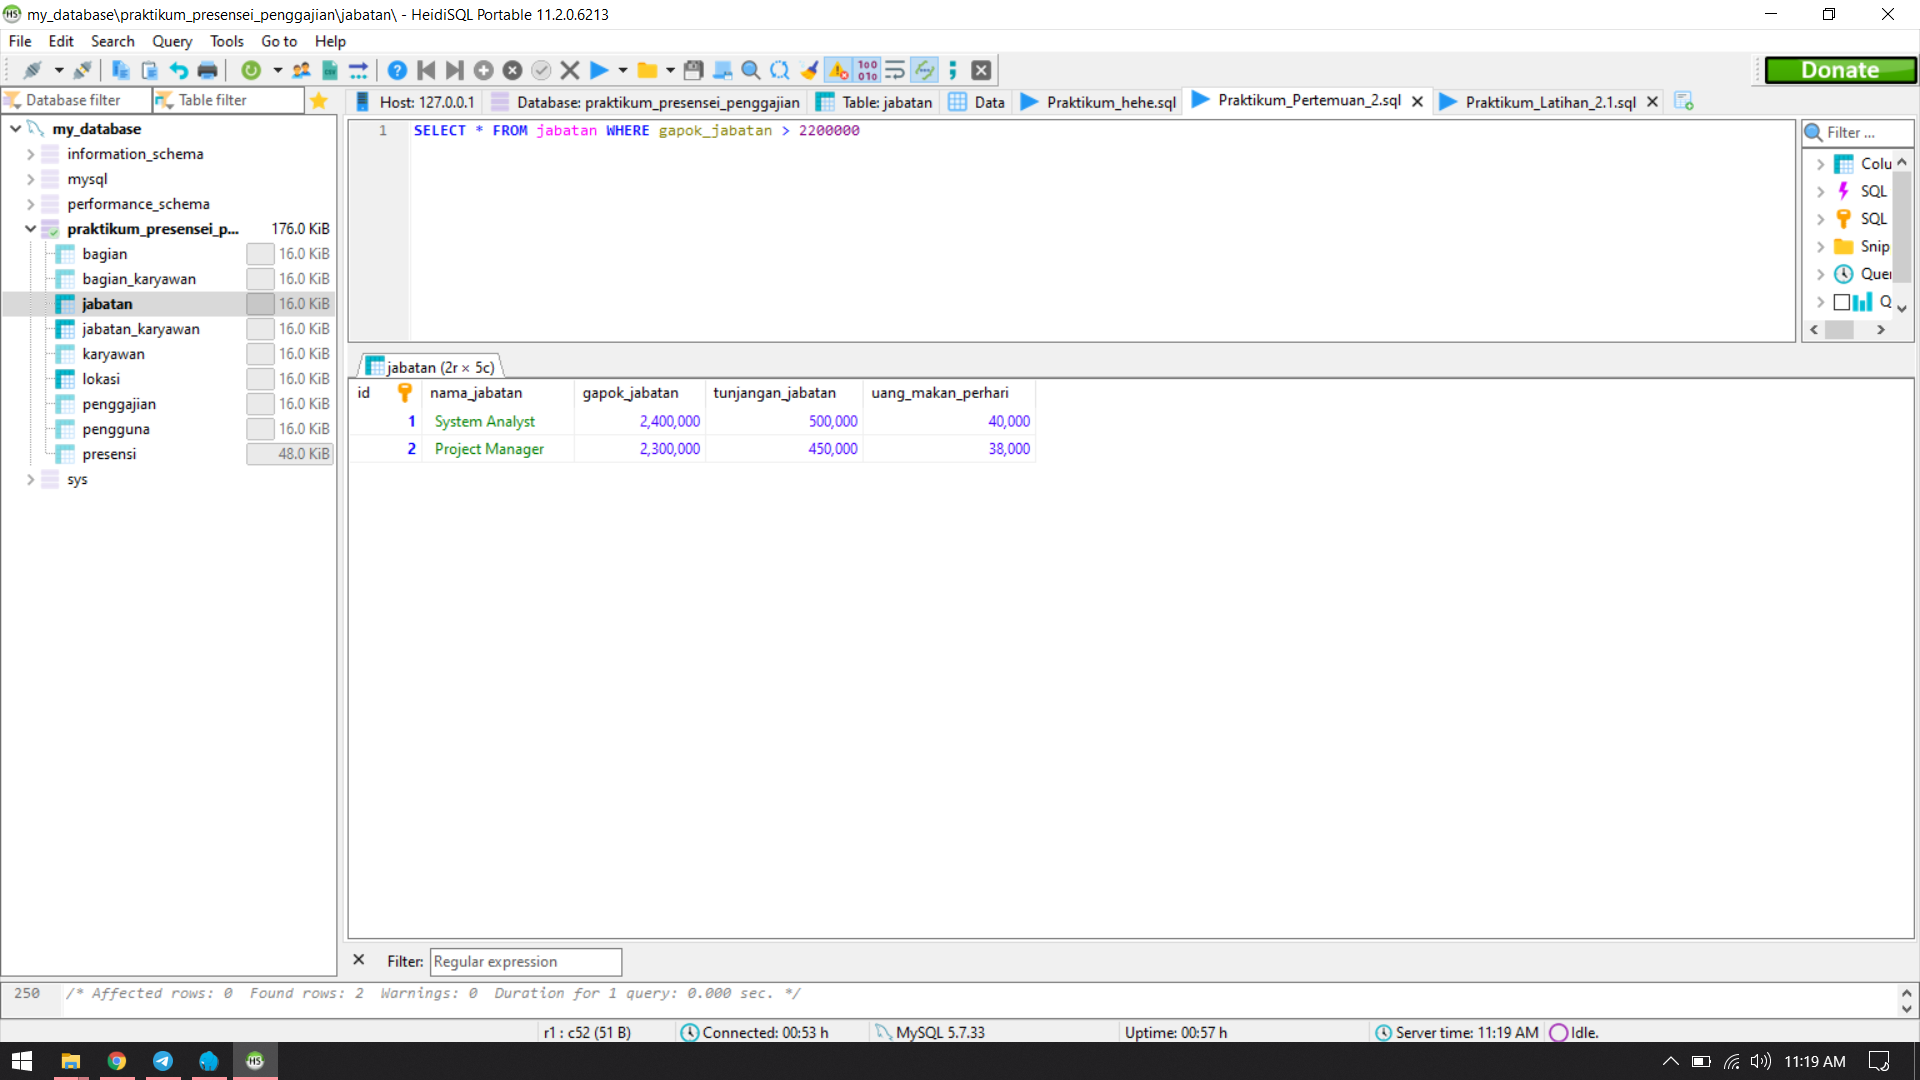 my_database\praktikum_presensei_penggajian\jabatan\ - HeidiSQL Portable 11.2.0.6213
File Edit Search Query Tools Go to Help
Donate
Database filter Table filter
Host: 127.0.0.1 Database: praktikum_presensei_penggajian Table: jabatan Data Praktikum_hehe.sql Praktikum_Pertemuan_2.sql Praktikum_Latihan_2.1.sql
my_database
information_schema
mysql
performance_schema
praktikum_presensei_p... 176.0 KiB
bagian 16.0 KiB
bagian_karyawan 16.0 KiB
jabatan 16.0 KiB
jabatan_karyawan 16.0 KiB
karyawan 16.0 KiB
lokasi 16.0 KiB
penggajian 16.0 KiB
pengguna 16.0 KiB
presensi 48.0 KiB
sys
1 SELECT * FROM jabatan WHERE gapok_jabatan > 2200000
Filter ...
Colu
SQL
SQL
Snip
Quer
Q
jabatan (2r × 5c)
id nama_jabatan gapok_jabatan tunjangan_jabatan uang_makan_perhari
1 System Analyst 2,400,000 500,000 40,000
2 Project Manager 2,300,000 450,000 38,000
Filter: Regular expression
250 /* Affected rows: 0 Found rows: 2 Warnings: 0 Duration for 1 query: 0.000 sec. */
r1 : c52 (51 B) Connected: 00:53 h MySQL 5.7.33 Uptime: 00:57 h Server time: 11:19 AM Idle.
HS 11:19 AM